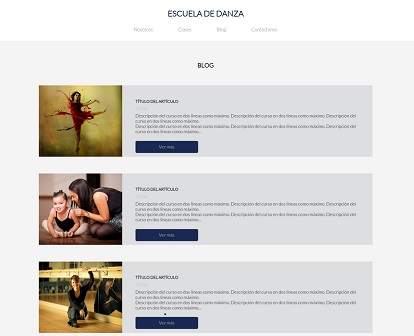 ESCUELA DE DANZA
Nosotros Clases Blog Contáctanos
BLOG
TÍTULO DEL ARTÍCULO
Descripción del curso en dos líneas como máximo. Descripción del curso en dos líneas como máximo. Descripción del
curso en dos líneas como máximo.
Descripción del curso en dos líneas como máximo. Descripción del curso en dos líneas como máximo. Descripción del
curso en dos líneas como máximo...
Ver más
TÍTULO DEL ARTÍCULO
Descripción del curso en dos líneas como máximo. Descripción del curso en dos líneas como máximo. Descripción del
curso en dos líneas como máximo.
Descripción del curso en dos líneas como máximo. Descripción del curso en dos líneas como máximo. Descripción del
curso en dos líneas como máximo...
Ver más
TÍTULO DEL ARTÍCULO
Descripción del curso en dos líneas como máximo. Descripción del curso en dos líneas como máximo. Descripción del
curso en dos líneas como máximo.
Descripción del curso en dos líneas como máximo. Descripción del curso en dos líneas como máximo. Descripción del
curso en dos líneas como máximo...
Ver más